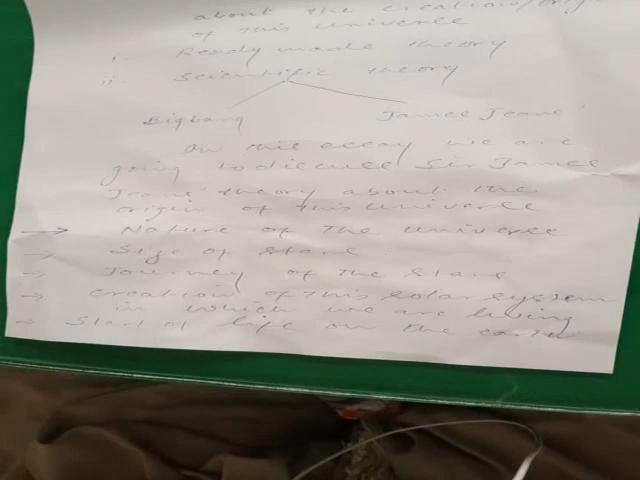 about the creation/origin
of this universe
i. Ready made theory
ii. Scientific theory
Bigbang James Jeans'
In this essay we are
going to discuss Sir James
Jeans' theory about the
origin of this universe
→ Nature of the universe
→ Size of stars
→ Journey of the stars
→ creation of this solar system
in which we are living
→ Start of life on the earth